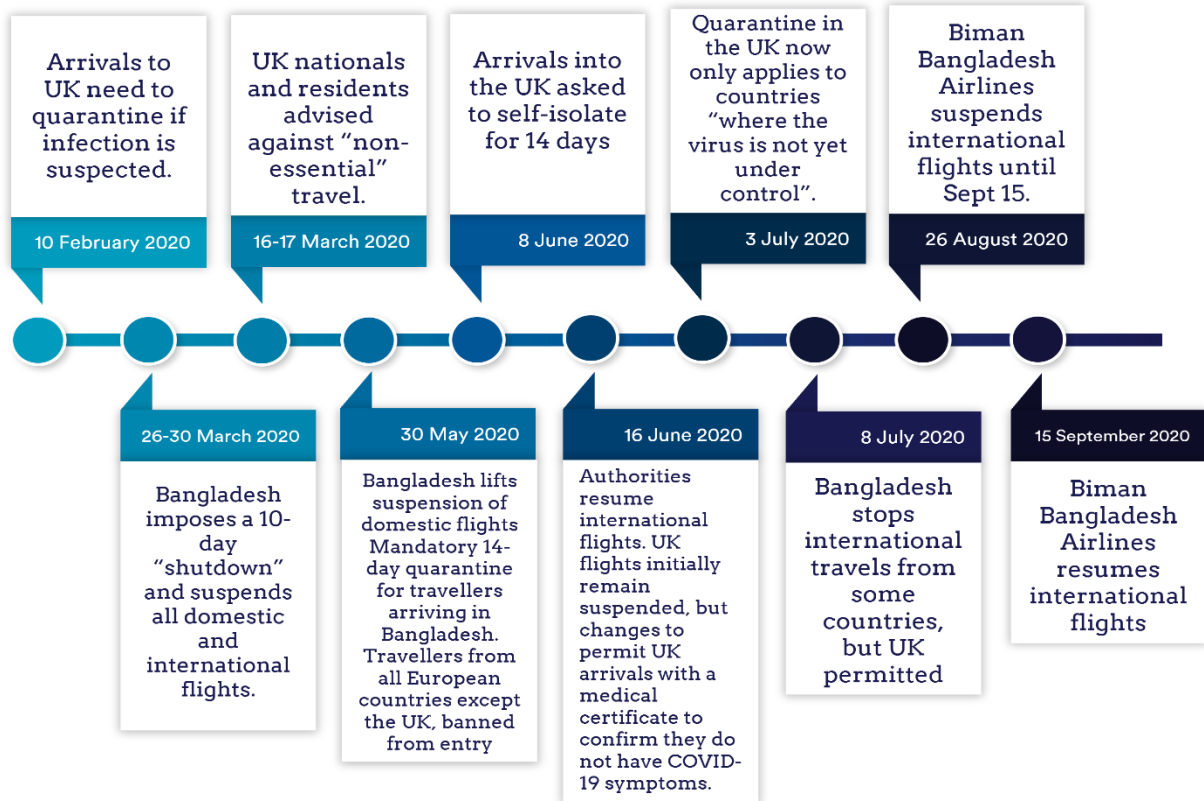 Arrivals to
UK need to
quarantine if
infection is
suspected.
10 February 2020
UK nationals
and residents
advised
against “non-
essential”
travel.
16-17 March 2020
Arrivals into
the UK asked
to self-isolate
for 14 days
8 June 2020
Quarantine in
the UK now
only applies to
countries
“where the
virus is not yet
under
control”.
3 July 2020
Biman
Bangladesh
Airlines
suspends
international
flights until
Sept 15.
26 August 2020
26-30 March 2020
Bangladesh
imposes a 10-
day
“shutdown”
and suspends
all domestic
and
international
flights.
30 May 2020
Bangladesh lifts
suspension of
domestic flights
Mandatory 14-
day quarantine
for travellers
arriving in
Bangladesh.
Travellers from
all European
countries except
the UK, banned
from entry
16 June 2020
Authorities
resume
international
flights. UK
flights initially
remain
suspended, but
changes to
permit UK
arrivals with a
medical
certificate to
confirm they do
not have COVID-
19 symptoms.
8 July 2020
Bangladesh
stops
international
travels from
some
countries,
but UK
permitted
15 September 2020
Biman
Bangladesh
Airlines
resumes
international
flights